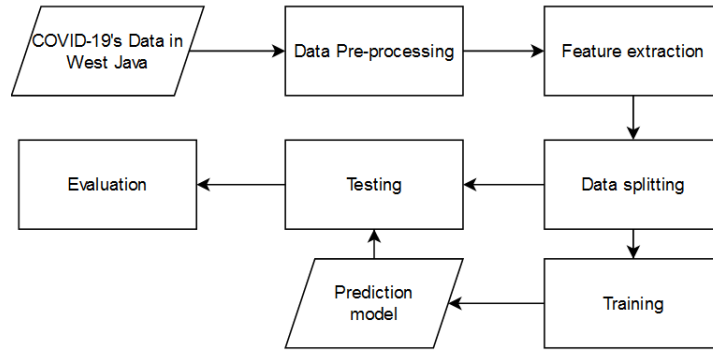 COVID-19's Data in
West Java
Data Pre-processing
Feature extraction
Evaluation
Testing
Data splitting
Prediction
model
Training